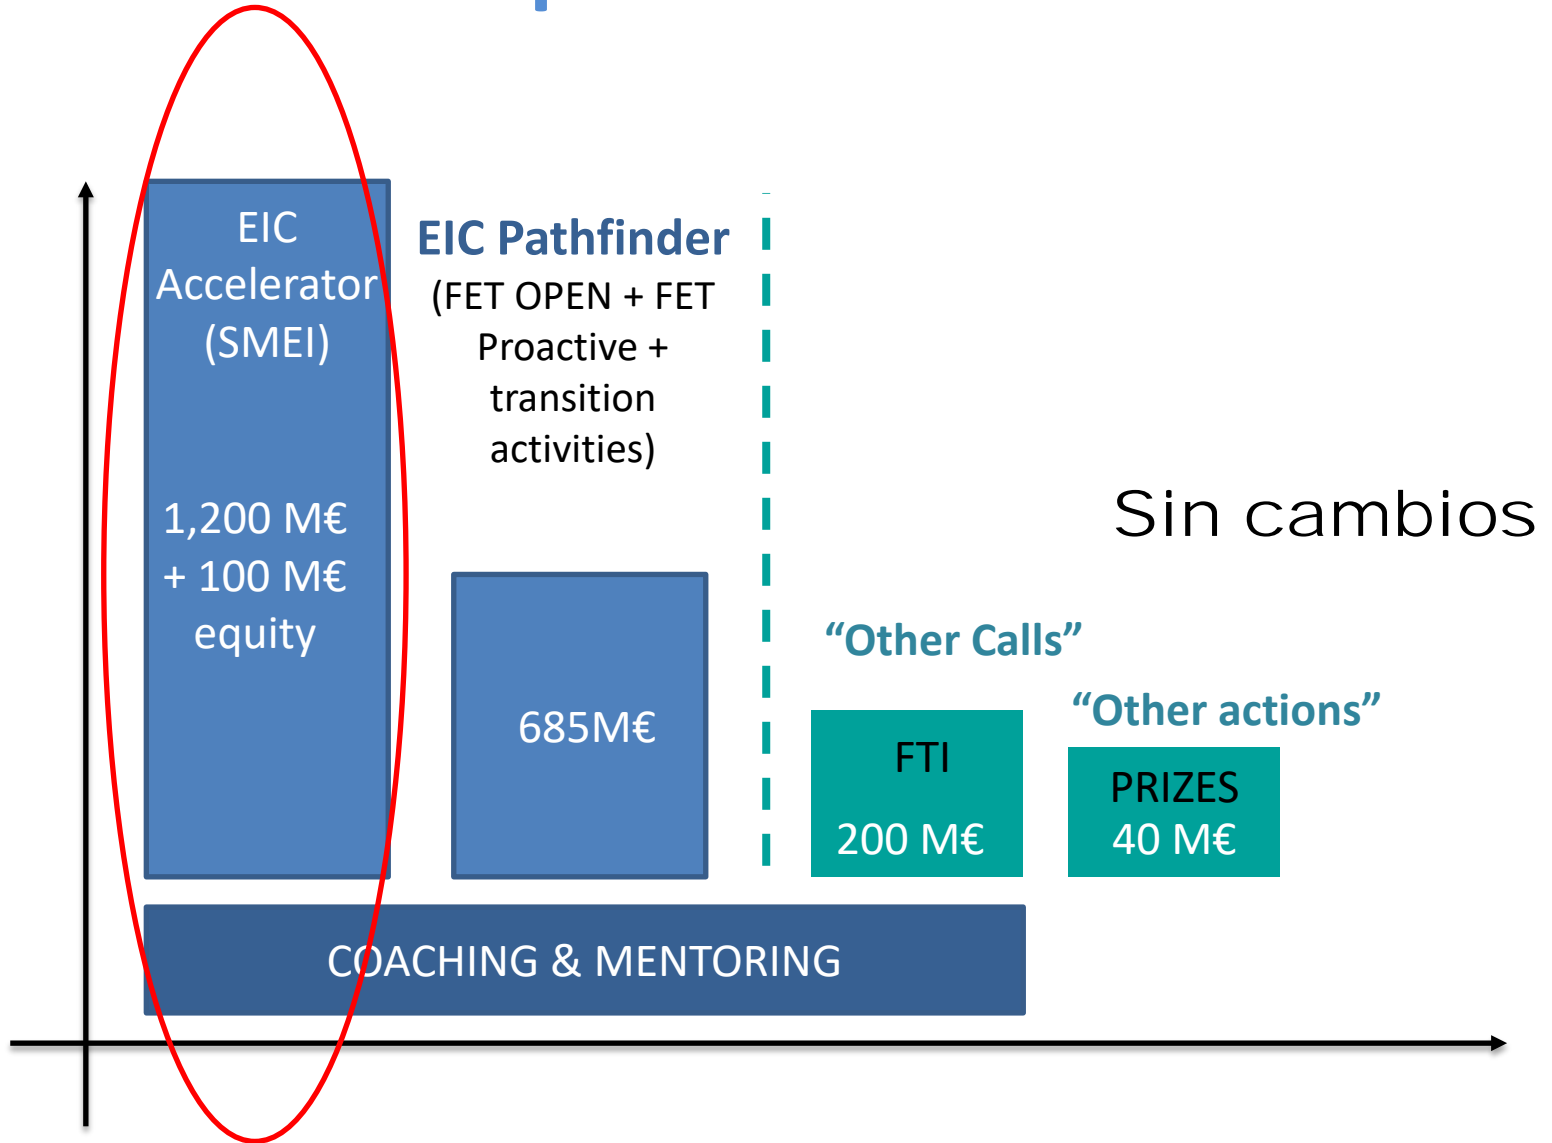 EIC
Accelerator
(SMEI)
1,200 M€
+ 100 M€
equity
EIC Pathfinder
(FET OPEN + FET
Proactive +
transition
activities)
685M€
Sin cambios
“Other Calls”
FTI
200 M€
“Other actions”
PRIZES
40 M€
COACHING & MENTORING